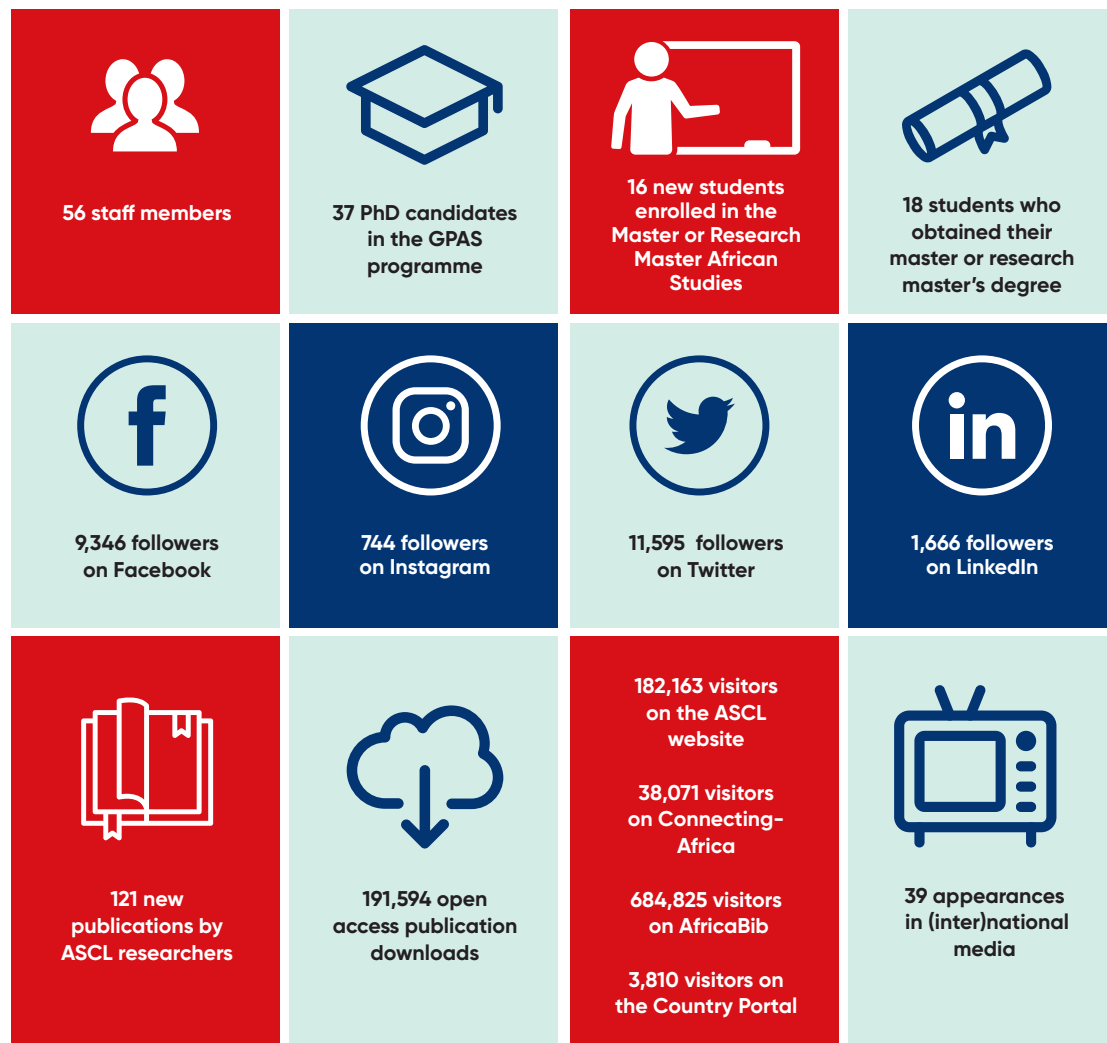 56 staff members
37 PhD candidates
in the GPAS
programme
16 new students
enrolled in the
Master or Research
Master African
Studies
18 students who
obtained their
master or research
master's degree
f
9,346 followers
on Facebook
744 followers
on Instagram
11,595 followers
on Twitter
in
1,666 followers
on LinkedIn
121 new
publications by
ASCL researchers
191,594 open
access publication
downloads
182,163 visitors
on the ASCL
website
38,071 visitors
on Connecting-
Africa
684,825 visitors
on AfricaBib
3,810 visitors on
the Country Portal
39 appearances
in (inter)national
media